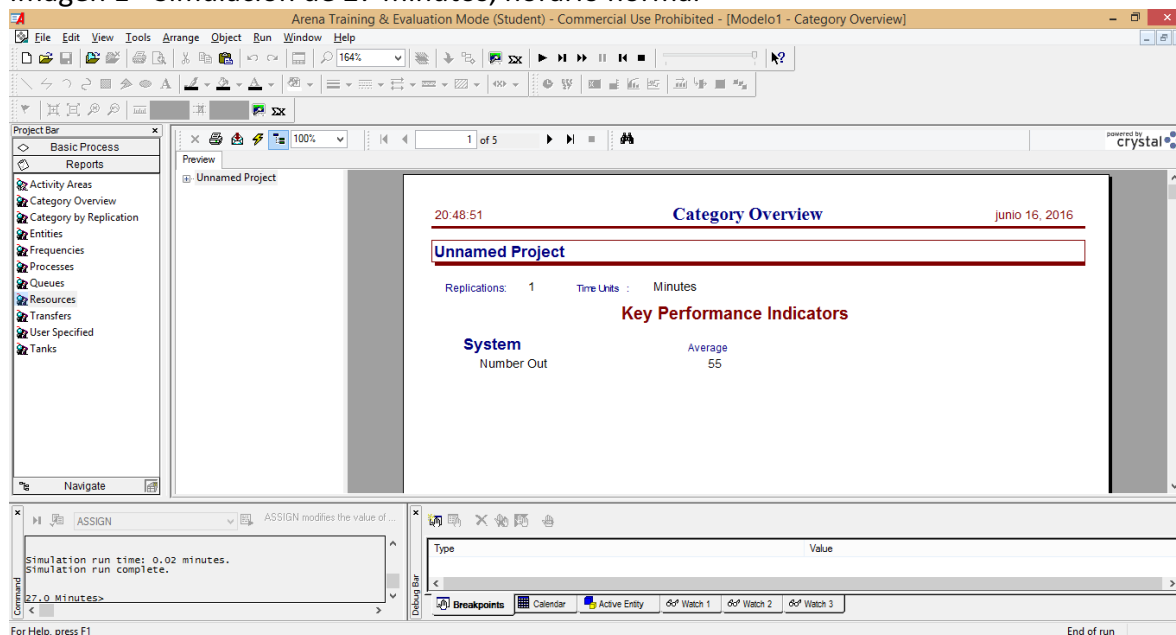 Arena Training & Evaluation Mode (Student) - Commercial Use Prohibited - [Modelo1 - Category Overview]
File Edit View Tools Arrange Object Run Window Help
164%
Project Bar
Basic Process
Reports
Activity Areas
Category Overview
Category by Replication
Entities
Frequencies
Processes
Queues
Resources
Transfers
User Specified
Tanks
Navigate
100%
1 of 5
powered by
crystal
Preview
Unnamed Project
20:48:51 Category Overview junio 16, 2016
Unnamed Project
Replications: 1 Time Units : Minutes
Key Performance Indicators
System Average
Number Out 55
ASSIGN ASSIGN modifies the value of ...
Simulation run time: 0.02 minutes.
Simulation run complete.
27.0 Minutes>
Command
Debug Bar
Type Value
Breakpoints Calendar Active Entity Watch 1 Watch 2 Watch 3
For Help, press F1 End of run